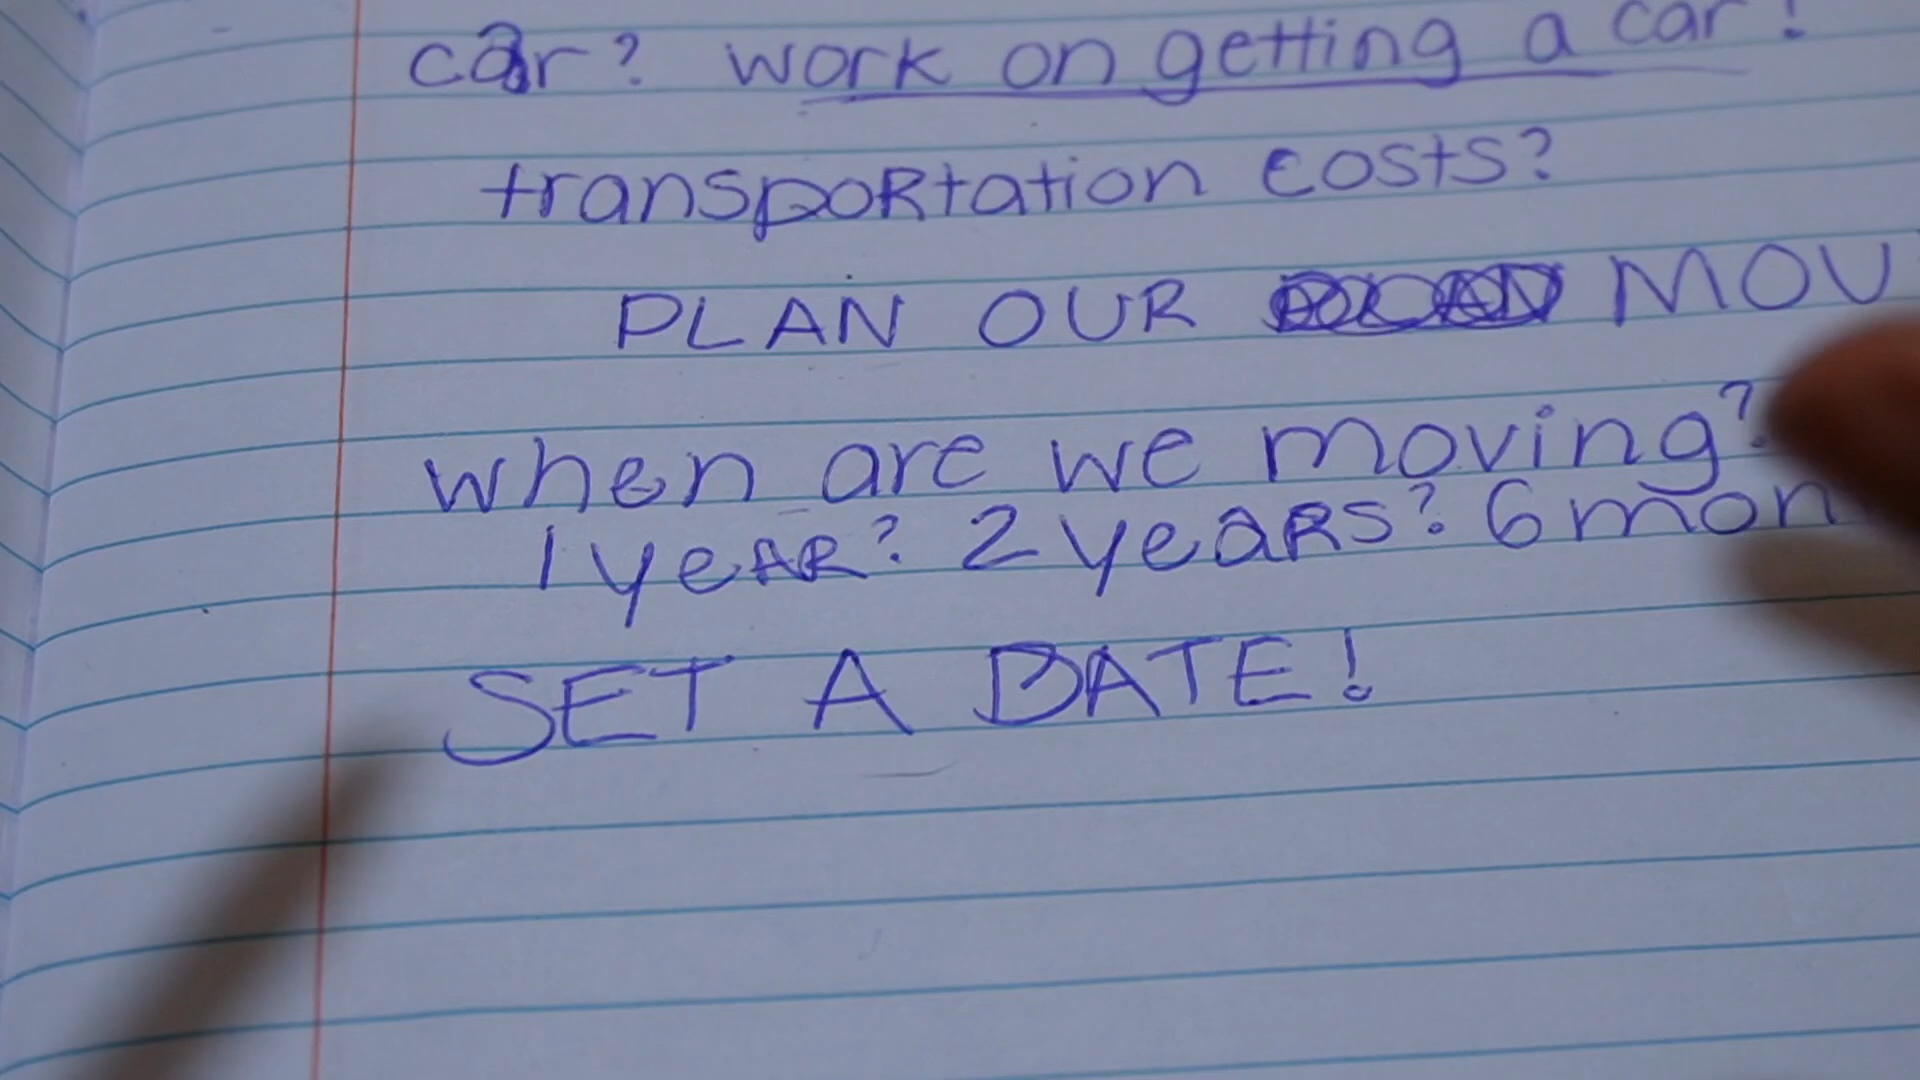 car? work on getting a car!
transportation costs?
PLAN OUR MOV
when are we moving?
1 yeAR? 2 yeaRS? 6 mon
SET A DATE!